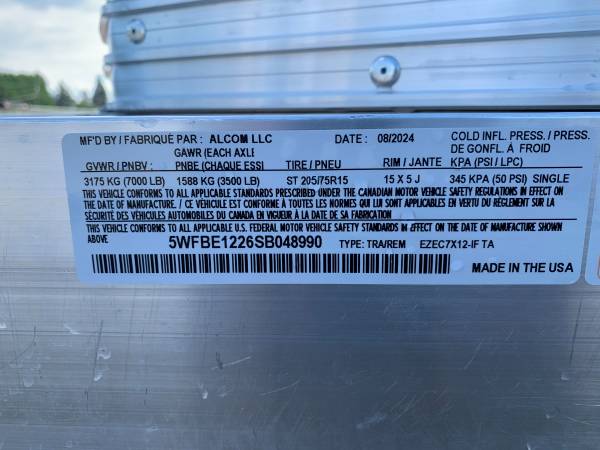 MF'D BY / FABRIQUÉ PAR : ALCOM LLC DATE : 08/2024 COLD INFL. PRESS. / PRESS.
GAWR (EACH AXLE DE GONFL. À FROID
GVWR / PNBV : PNBE (CHAQUE ESSI TIRE / PNEU RIM / JANTE KPA (PSI / LPC)
3175 KG (7000 LB) 1588 KG (3500 LB) ST 205/75R15 15 X 5 J 345 KPA (50 PSI) SINGLE
THIS VEHICLE CONFORMS TO ALL APPLICABLE STANDARDS PRESCRIBED UNDER THE CANADIAN MOTOR VEHICLE SAFETY REGULATIONS IN EFFECT ON
THE DATE OF MANUFACTURE. / CE VÉHICULE EST CONFORME À TOUTES LES NORMES QUI LUI SONT APPLICABLES EN VERTU DU RÈGLEMENT SUR LA
SÉCURITÉ DES VÉHICULES AUTOMOBILES DU CANADA EN VIGUEUR À LA DATE DE SA FABRICATION
THIS VEHICLE CONFORMS TO ALL APPLICABLE U.S. FEDERAL MOTOR VEHICLE SAFETY STANDARDS IN EFFECT ON THE DATE OF MANUFACTURE SHOWN
ABOVE
5WFBE1226SB048990 TYPE: TRA/REM EZEC7X12-IF TA
MADE IN THE USA